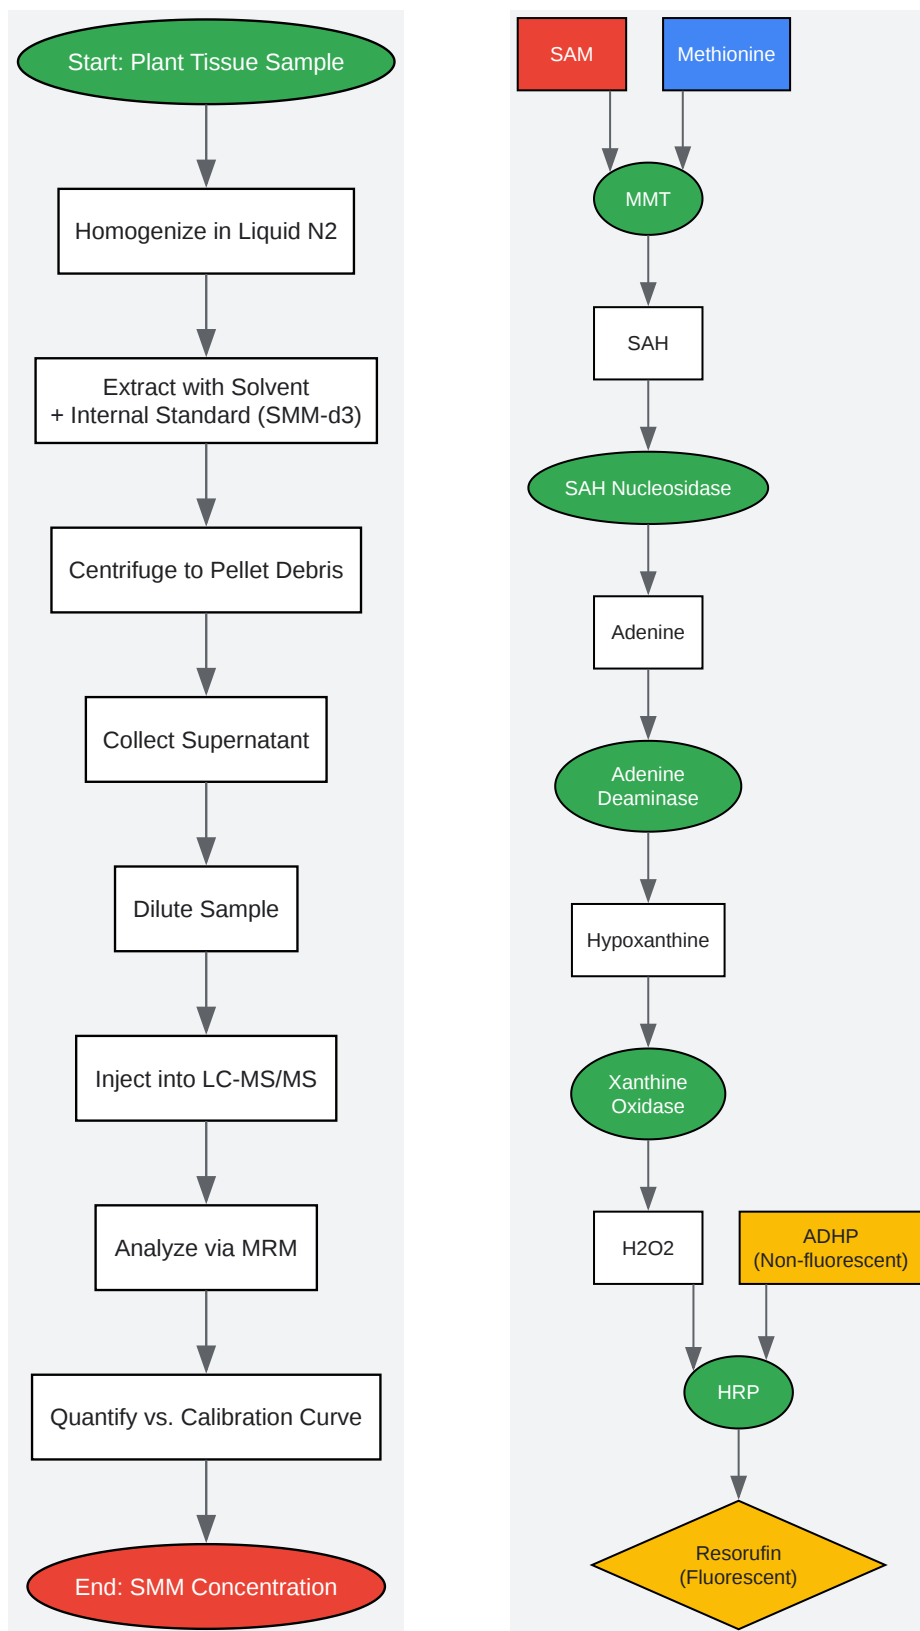 Start: Plant Tissue Sample
Homogenize in Liquid N2
Extract with Solvent
+ Internal Standard (SMM-d3)
Centrifuge to Pellet Debris
Collect Supernatant
Dilute Sample
Inject into LC-MS/MS
Analyze via MRM
Quantify vs. Calibration Curve
End: SMM Concentration
SAM
Methionine
MMT
SAH
SAH Nucleosidase
Adenine
Adenine
Deaminase
Hypoxanthine
Xanthine
Oxidase
H2O2
ADHP
(Non-fluorescent)
HRP
Resorufin
(Fluorescent)